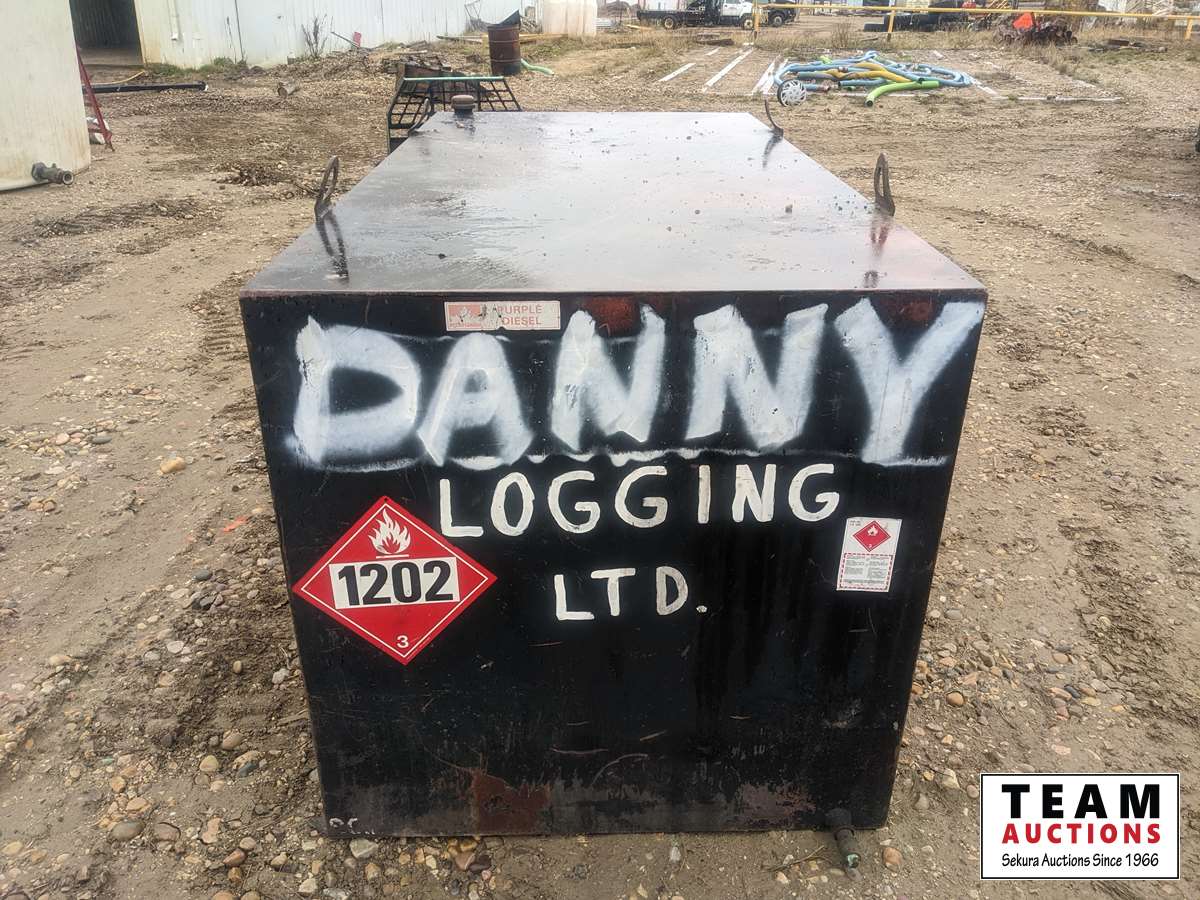 PURPLE
DIESEL
DANNY
LOGGING
LTD.
1202
3
TEAM
AUCTIONS
Sekura Auctions Since 1966